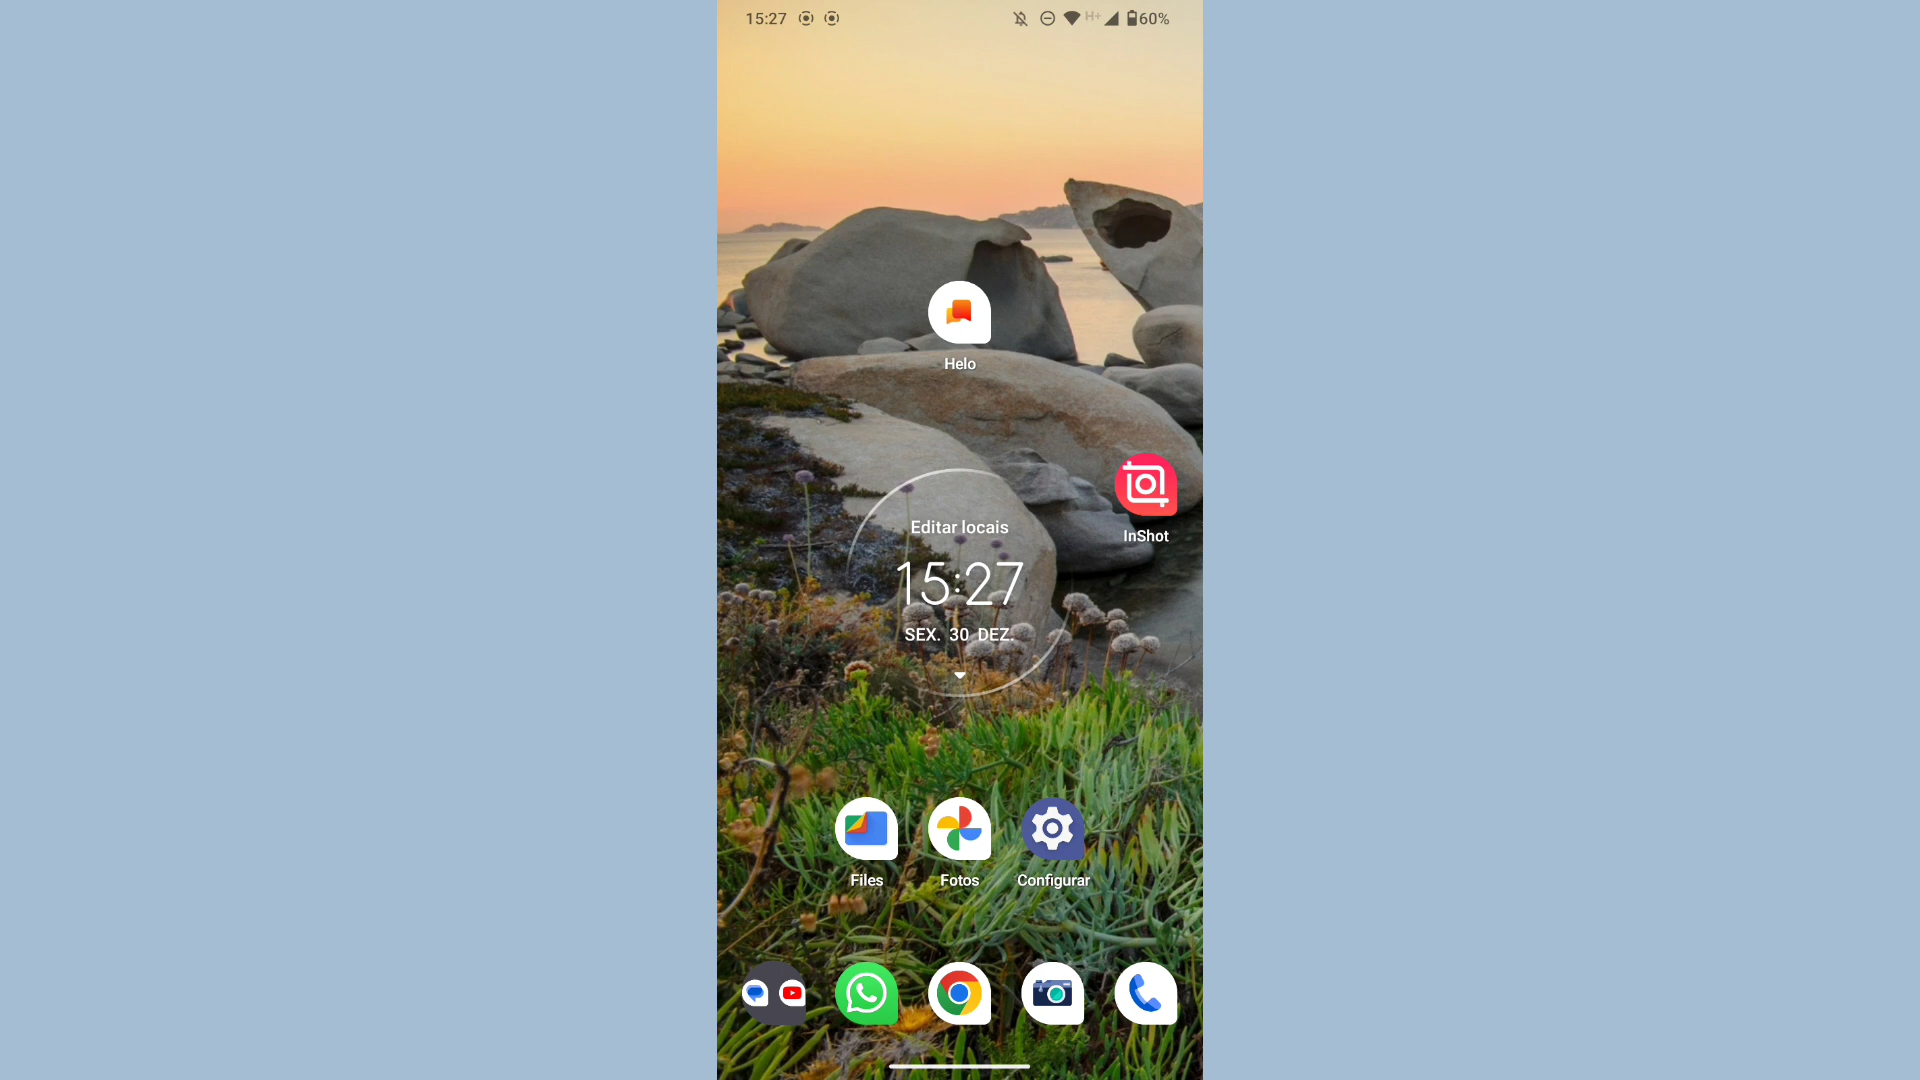 15:27
H+
60%
Helo
InShot
Editar locais
15:27
SEX. 30 DEZ.
Files
Fotos
Configurar